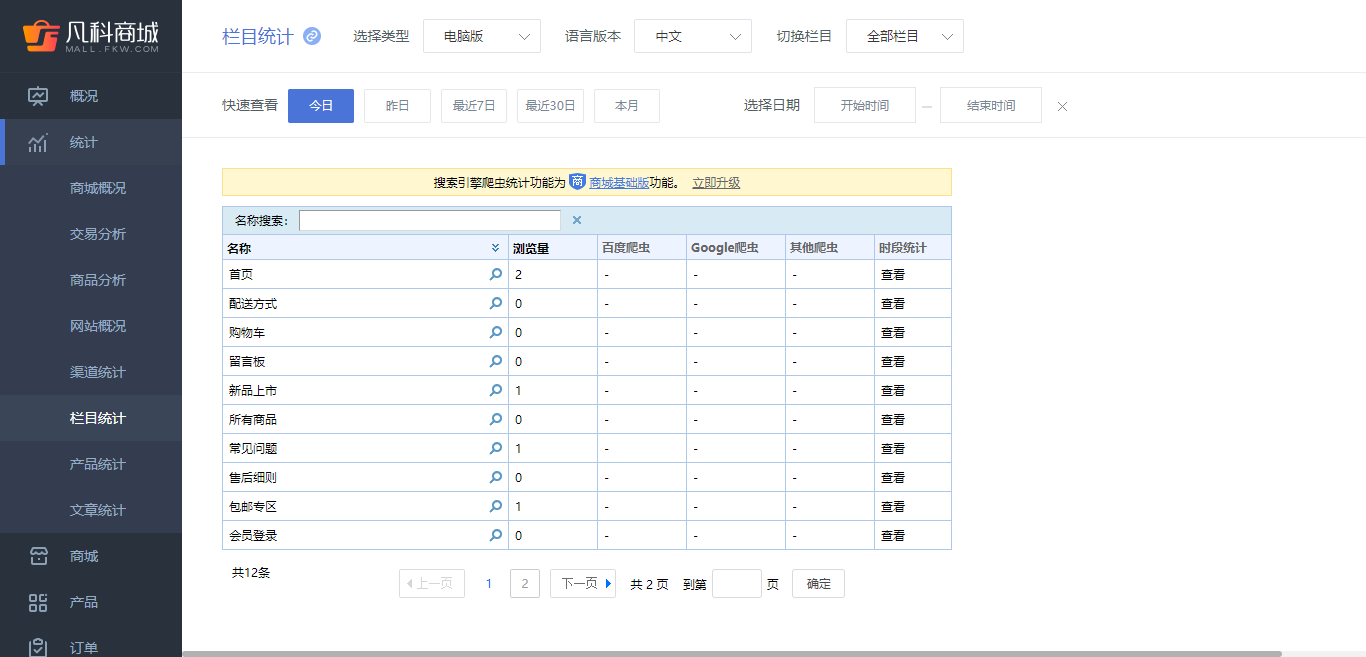 凡科商城
MALL.FKW.COM
概况
统计
商城概况
交易分析
商品分析
网站概况
渠道统计
栏目统计
产品统计
文章统计
商城
产品
订单
栏目统计 选择类型 电脑版 语言版本 中文 切换栏目 全部栏目
快速查看 今日 昨日 最近7日 最近30日 本月 选择日期 开始时间 — 结束时间
搜索引擎爬虫统计功能为 商 商城基础版功能。 立即升级
名称搜索：
名称 浏览量 百度爬虫 Google爬虫 其他爬虫 时段统计
首页 2 - - - 查看
配送方式 0 - - - 查看
购物车 0 - - - 查看
留言板 0 - - - 查看
新品上市 1 - - - 查看
所有商品 0 - - - 查看
常见问题 1 - - - 查看
售后细则 0 - - - 查看
包邮专区 1 - - - 查看
会员登录 0 - - - 查看
共12条 上一页 1 2 下一页 共 2 页 到第 页 确定